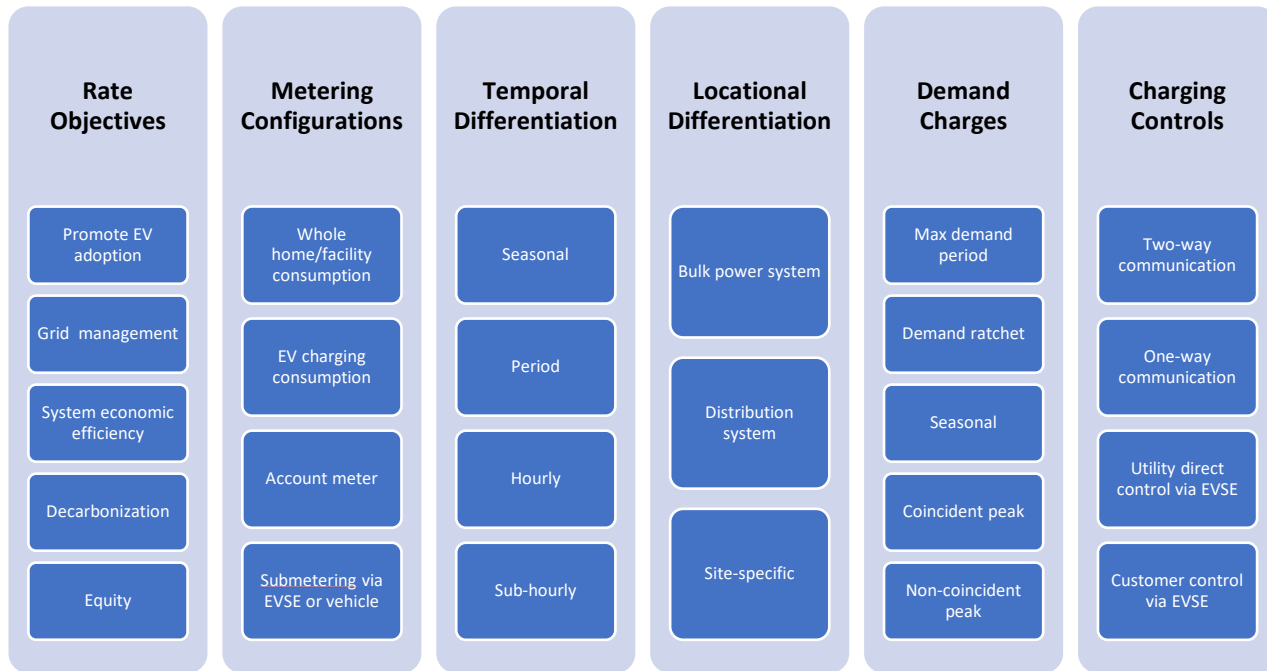 Rate
Objectives
Promote EV
adoption
Grid management
System economic
efficiency
Decarbonization
Equity
Metering
Configurations
Whole
home/facility
consumption
EV charging
consumption
Account meter
Submetering via
EVSE or vehicle
Temporal
Differentiation
Seasonal
Period
Hourly
Sub-hourly
Locational
Differentiation
Bulk power system
Distribution
system
Site-specific
Demand
Charges
Max demand
period
Demand ratchet
Seasonal
Coincident peak
Non-coincident
peak
Charging
Controls
Two-way
communication
One-way
communication
Utility direct
control via EVSE
Customer control
via EVSE